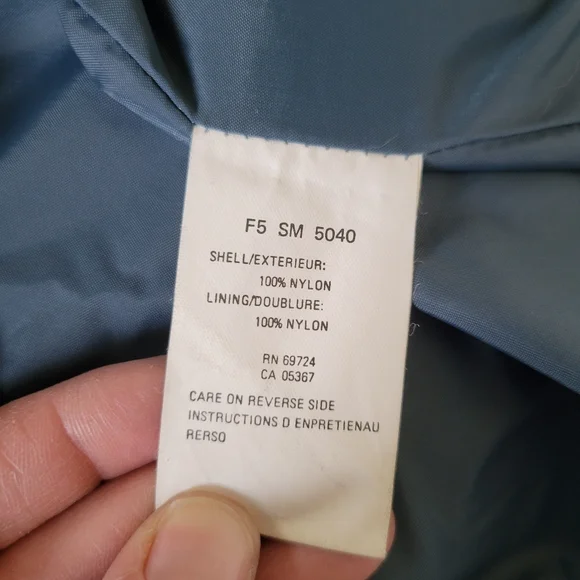 F5 SM 5040
SHELL/EXTERIEUR:
100% NYLON
LINING/DOUBLURE:
100% NYLON
RN 69724
CA 05367
CARE ON REVERSE SIDE
INSTRUCTIONS D ENPRETIENAU
RERSO